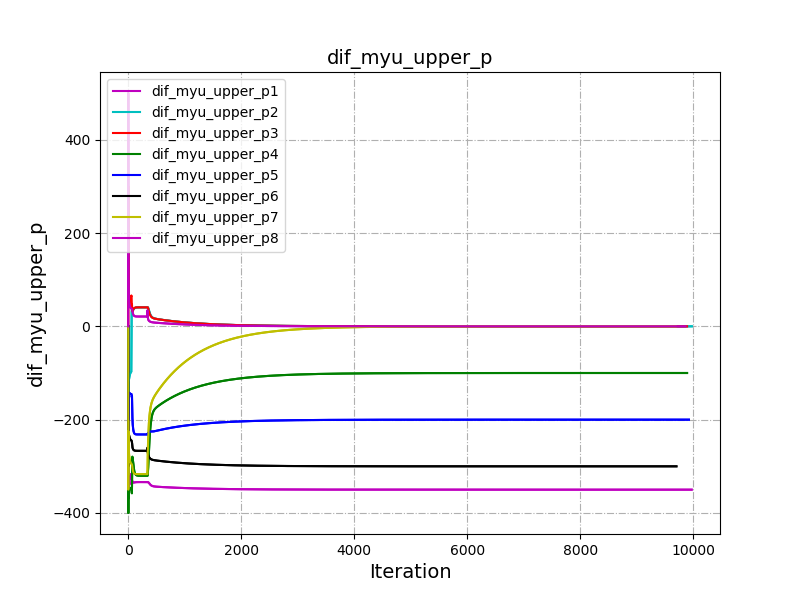 dif_myu_upper_p
dif_myu_upper_p1
dif_myu_upper_p2
dif_myu_upper_p3
dif_myu_upper_p4
dif_myu_upper_p5
dif_myu_upper_p6
dif_myu_upper_p7
dif_myu_upper_p8
400
200
0
−200
−400
dif_myu_upper_p
0 2000 4000 6000 8000 10000
Iteration